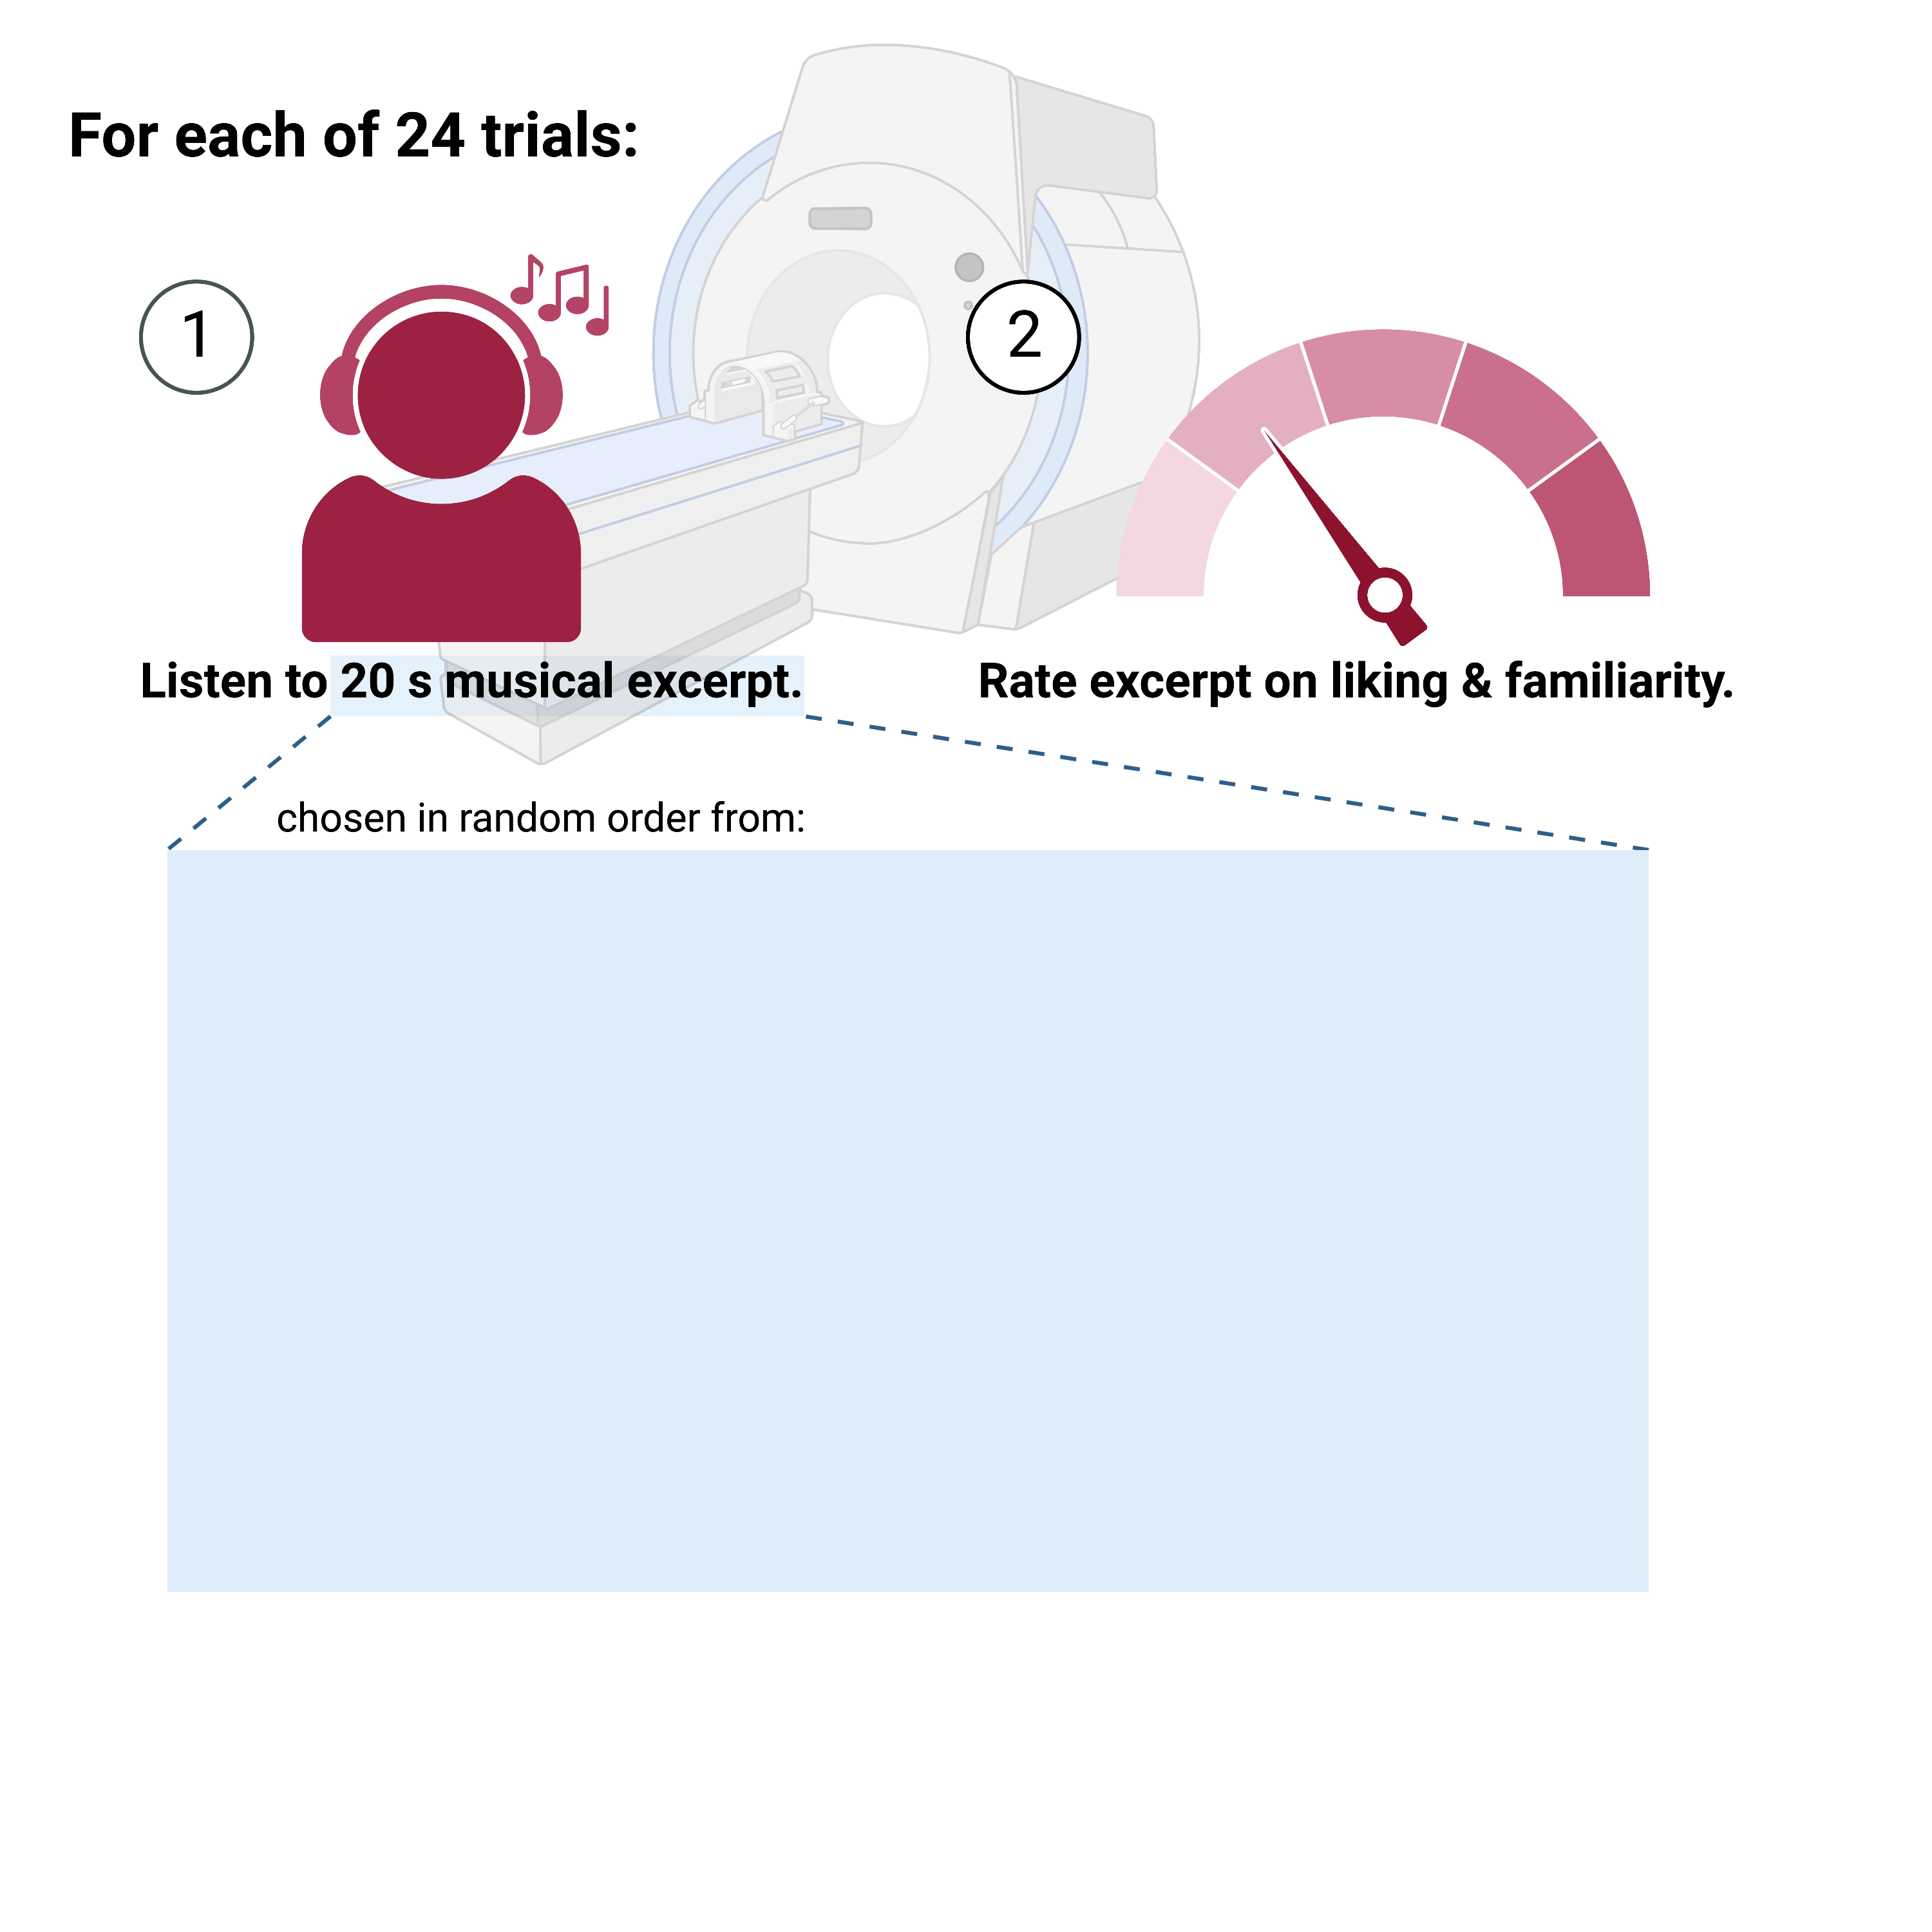 For each of 24 trials:
1
2
Listen to 20 s musical excerpt.
Rate excerpt on liking & familiarity.
chosen in random order from: